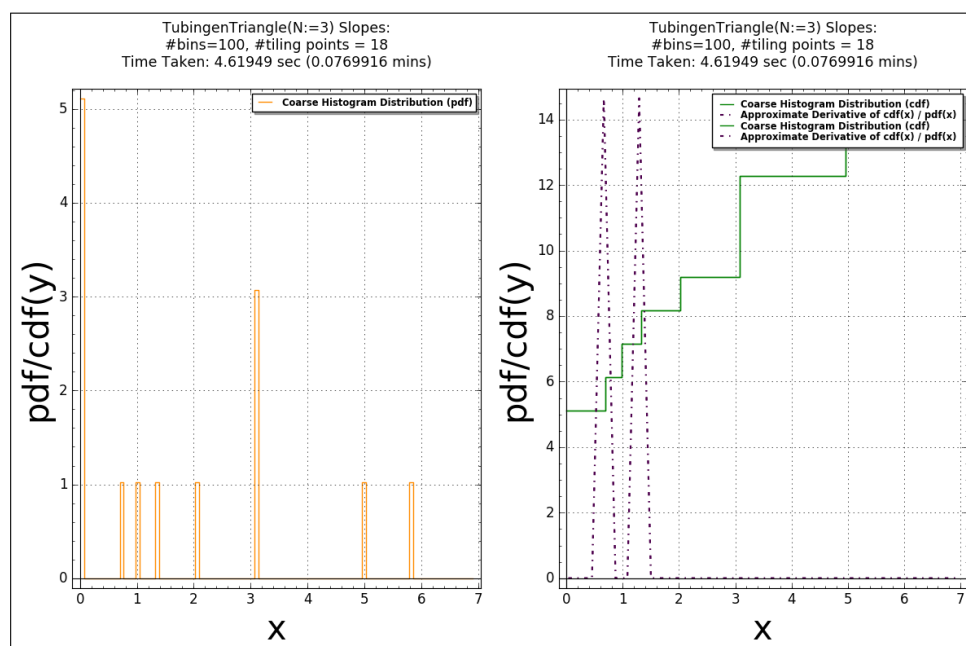 TubingenTriangle(N:=3) Slopes:
#bins=100, #tiling points = 18
Time Taken: 4.61949 sec (0.0769916 mins)
Coarse Histogram Distribution (pdf)
pdf/cdf(y)
5
4
3
2
1
0
0 1 2 3 4 5 6 7
x
TubingenTriangle(N:=3) Slopes:
#bins=100, #tiling points = 18
Time Taken: 4.61949 sec (0.0769916 mins)
Coarse Histogram Distribution (cdf)
Approximate Derivative of cdf(x) / pdf(x)
Coarse Histogram Distribution (cdf)
Approximate Derivative of cdf(x) / pdf(x)
pdf/cdf(y)
14
12
10
8
6
4
2
0
0 1 2 3 4 5 6 7
x